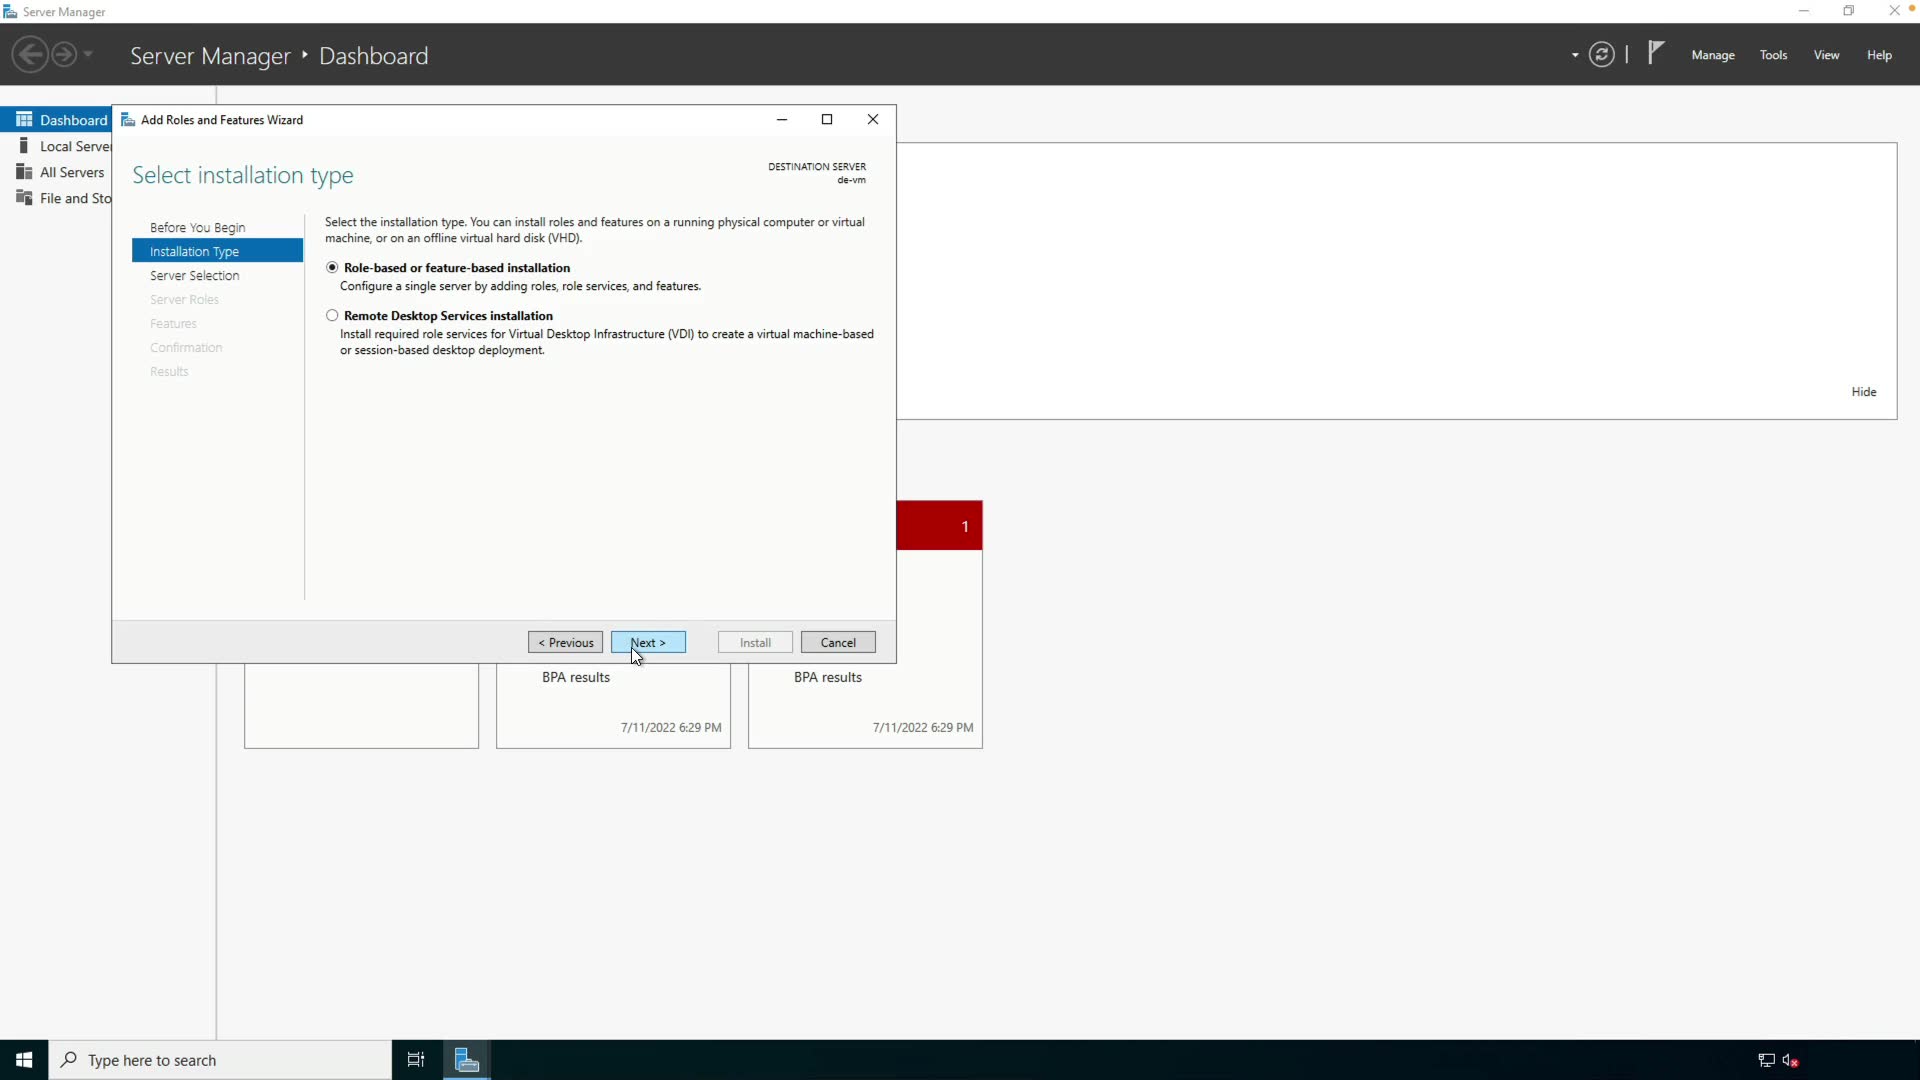 Server Manager
Server Manager ‣ Dashboard
Manage
Tools
View
Help
Dashboard
Local Server
All Servers
File and Sto
Add Roles and Features Wizard
Select installation type
DESTINATION SERVER
de-vm
Before You Begin
Installation Type
Server Selection
Server Roles
Features
Confirmation
Results
Select the installation type. You can install roles and features on a running physical computer or virtual
machine, or on an offline virtual hard disk (VHD).
Role-based or feature-based installation
Configure a single server by adding roles, role services, and features.
Remote Desktop Services installation
Install required role services for Virtual Desktop Infrastructure (VDI) to create a virtual machine-based
or session-based desktop deployment.
Hide
1
< Previous
Next >
Install
Cancel
BPA results
7/11/2022 6:29 PM
BPA results
7/11/2022 6:29 PM
Type here to search